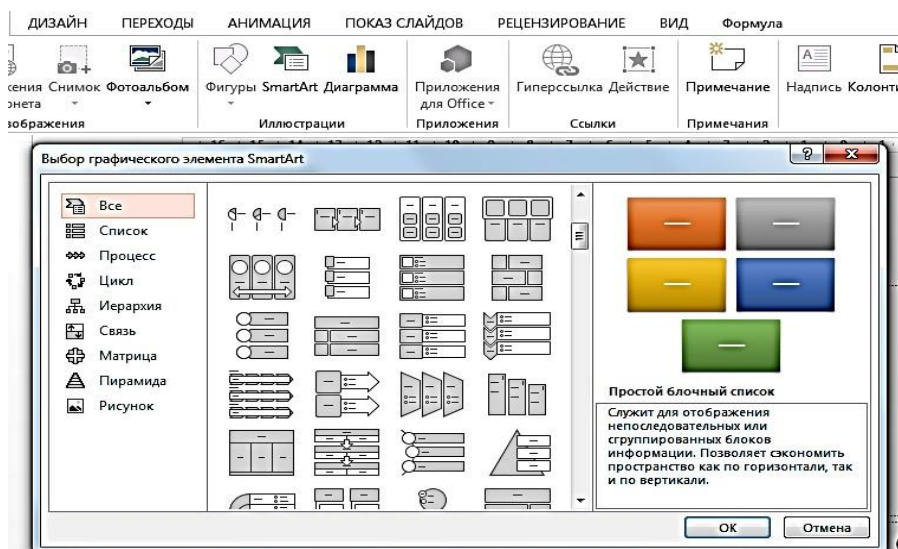 ДИЗАЙН ПЕРЕХОДЫ АНИМАЦИЯ ПОКАЗ СЛАЙДОВ РЕЦЕНЗИРОВАНИЕ ВИД Формула
Снимок Фотоальбом Фигуры SmartArt Диаграмма Приложения Гиперссылка Действие Примечание Надпись
для Office
Иллюстрации Приложения Ссылки Примечания
Выбор графического элемента SmartArt
Все
Список
Процесс
Цикл
Иерархия
Связь
Матрица
Пирамида
Рисунок
Простой блочный список
Служит для отображения
непоследовательных или
сгруппированных блоков
информации. Позволяет сэкономить
пространство как по горизонтали, так
и по вертикали.
ОК Отмена